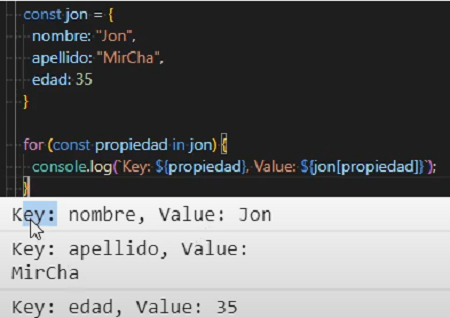 const jon = {
nombre: "Jon",
apellido: "MirCha",
edad: 35
}
for (const propiedad in jon) {
console.log(`Key: ${propiedad}, Value: ${jon[propiedad]}`);
}
Key: nombre, Value: Jon
Key: apellido, Value:
MirCha
Key: edad, Value: 35